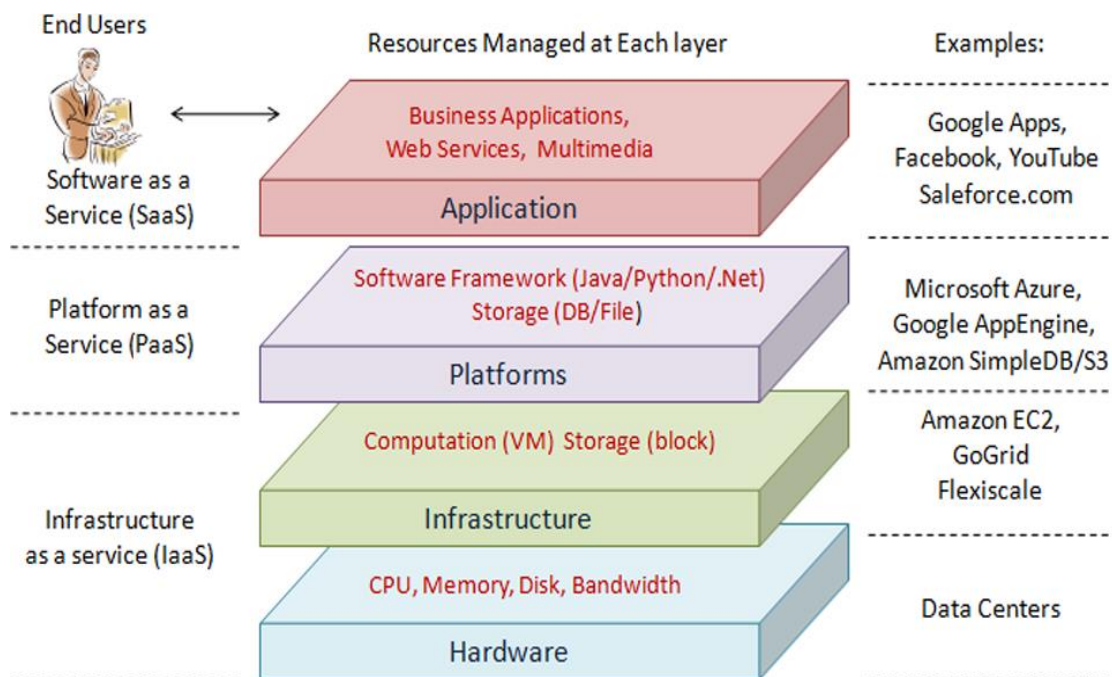 End Users
Resources Managed at Each layer
Examples:
Business Applications,
Web Services, Multimedia
Application
Software as a
Service (SaaS)
Google Apps,
Facebook, YouTube
Saleforce.com
Software Framework (Java/Python/.Net)
Storage (DB/File)
Platforms
Platform as a
Service (PaaS)
Microsoft Azure,
Google AppEngine,
Amazon SimpleDB/S3
Computation (VM) Storage (block)
Infrastructure
Amazon EC2,
GoGrid
Flexiscale
Infrastructure
as a service (IaaS)
CPU, Memory, Disk, Bandwidth
Hardware
Data Centers